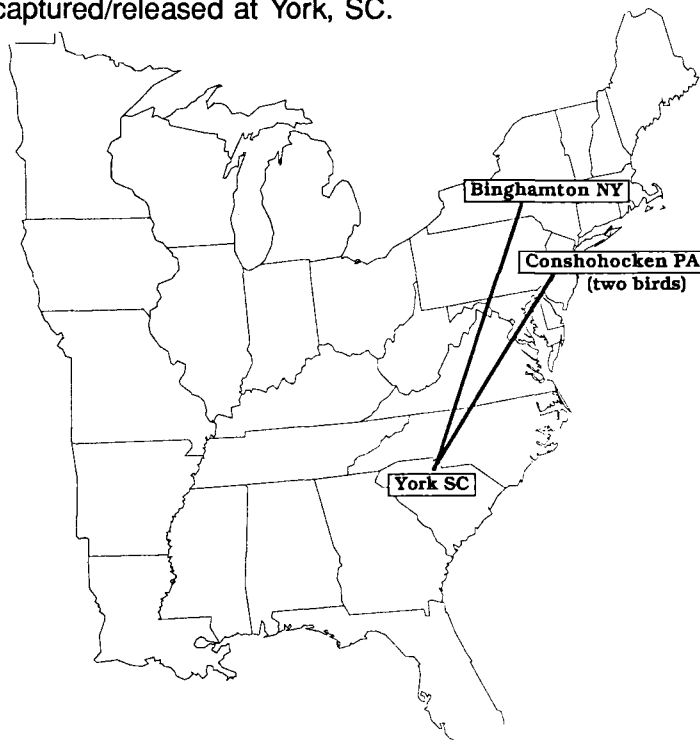 captured/released at York, SC.
Binghamton NY
Conshohocken PA
(two birds)
York SC